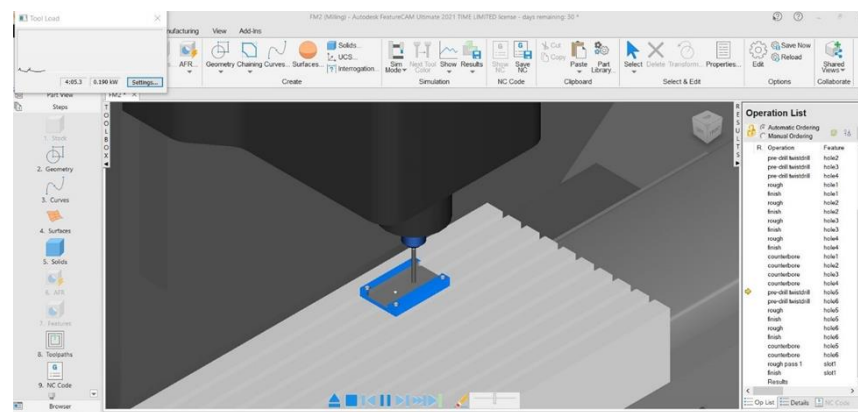 Tool Load
FM2 (Milling) - Autodesk FeatureCAM Ultimate 2021 TIME LIMITED license - days remaining: 30 *
View Add-Ins
4:05.3 0.190 kW Settings...
AFR... Geometry Chaining Curves... Surfaces...
Solids...
UCS...
Interrogation...
Create
Sim Mode Next Tool Color Show Results
Simulation
Show NC Save NC
NC Code
Cut
Copy
Paste Part Library...
Clipboard
Select Delete Transform... Properties...
Select & Edit
Edit Save Now
Reload
Options
Shared Views
Collaborate
Part View
Steps
1. Stock
2. Geometry
3. Curves
4. Surfaces
5. Solids
6. AFR
7. Features
8. Toolpaths
9. NC Code
Browser
TOOLBOX
RESULTS
Operation List
Automatic Ordering
Manual Ordering
R. Operation Feature
pre-drill twistdrill hole2
pre-drill twistdrill hole3
pre-drill twistdrill hole4
rough hole1
finish hole1
rough hole2
finish hole2
rough hole3
finish hole3
rough hole4
finish hole4
counterbore hole1
counterbore hole2
counterbore hole3
counterbore hole4
pre-drill twistdrill hole5
pre-drill twistdrill hole6
rough hole5
finish hole5
rough hole6
finish hole6
counterbore hole5
counterbore hole6
rough pass 1 slot1
finish slot1
Results
Op List Details NC Code